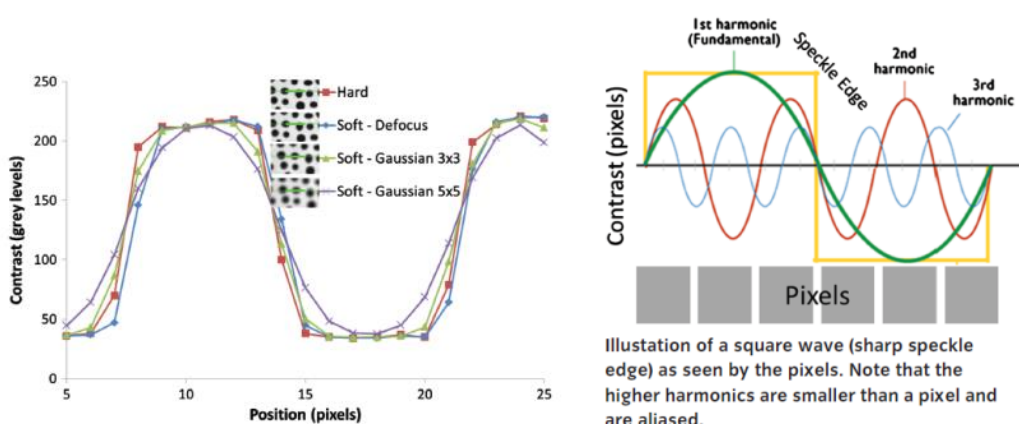 250
200
150
100
50
0
Contrast (grey levels)
5
10
15
20
25
Position (pixels)
Hard
Soft - Defocus
Soft - Gaussian 3x3
Soft - Gaussian 5x5
1st harmonic
(Fundamental)
Speckle Edge
2nd
harmonic
3rd
harmonic
Contrast (pixels)
Pixels
Illustation of a square wave (sharp speckle
edge) as seen by the pixels. Note that the
higher harmonics are smaller than a pixel and
are aliased.